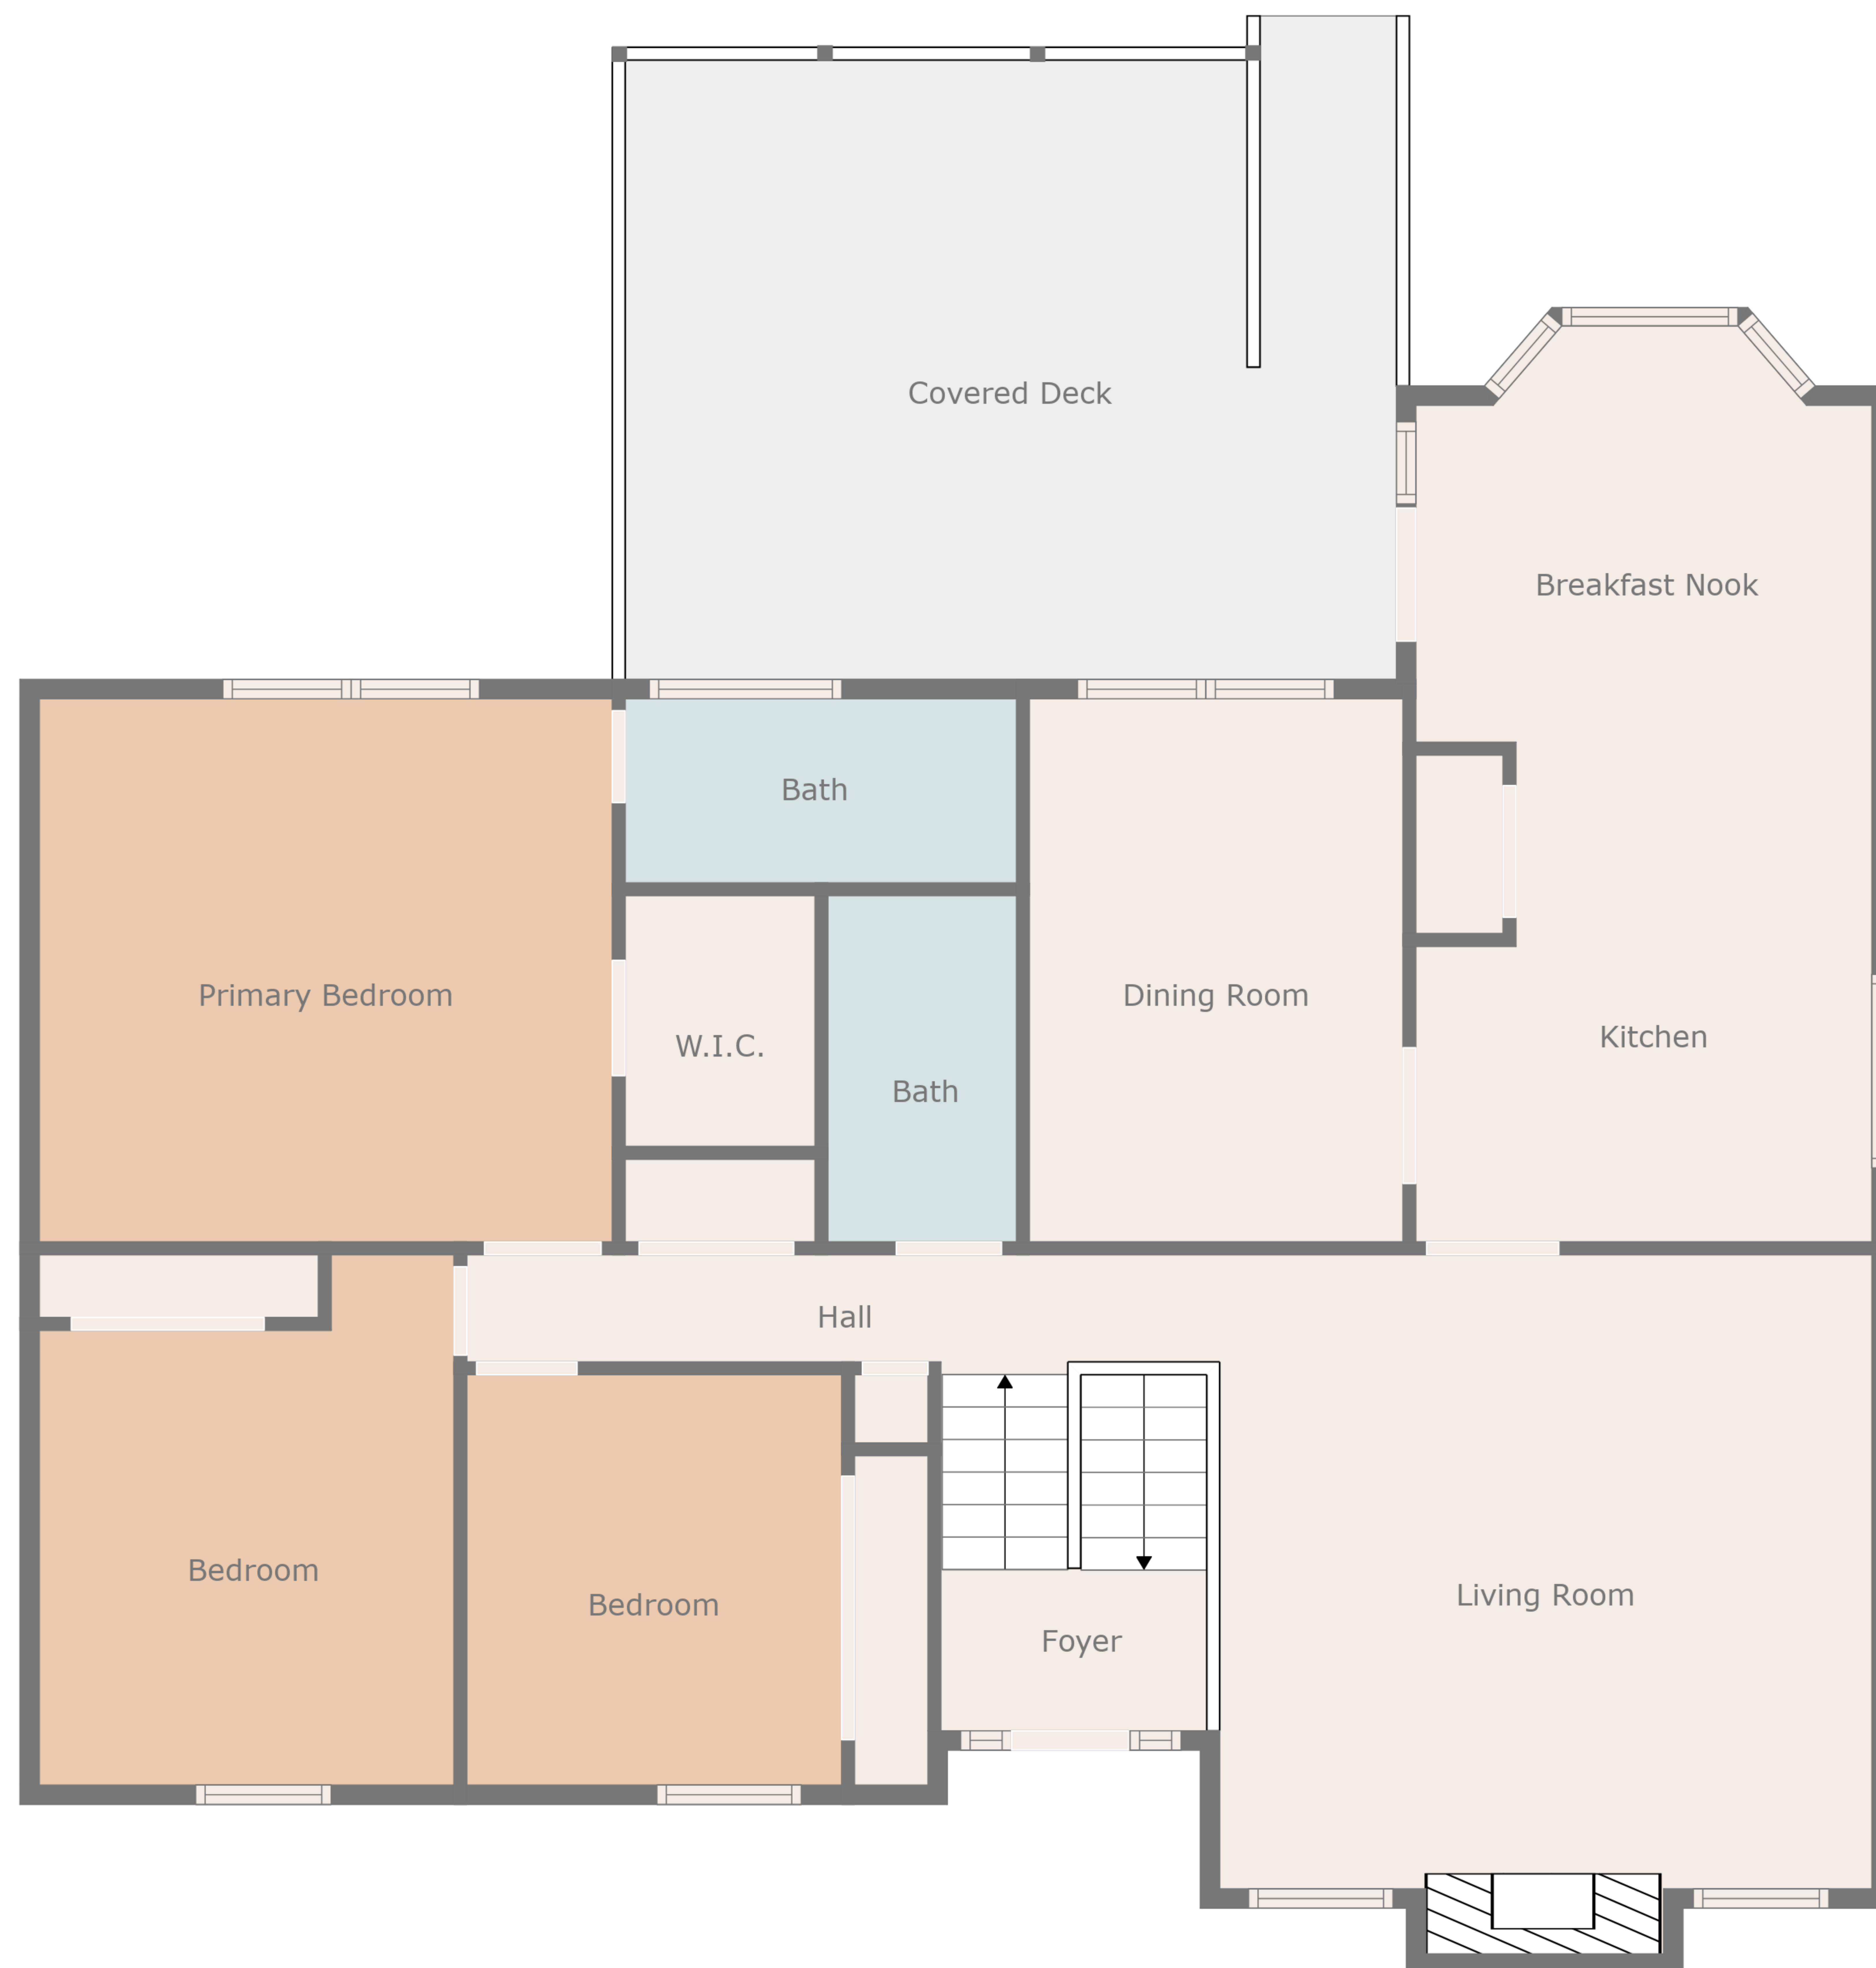 Covered Deck
Breakfast Nook
Bath
Primary Bedroom
Dining Room
W.I.C.
Kitchen
Bath
Hall
Bedroom
Bedroom
Living Room
Foyer